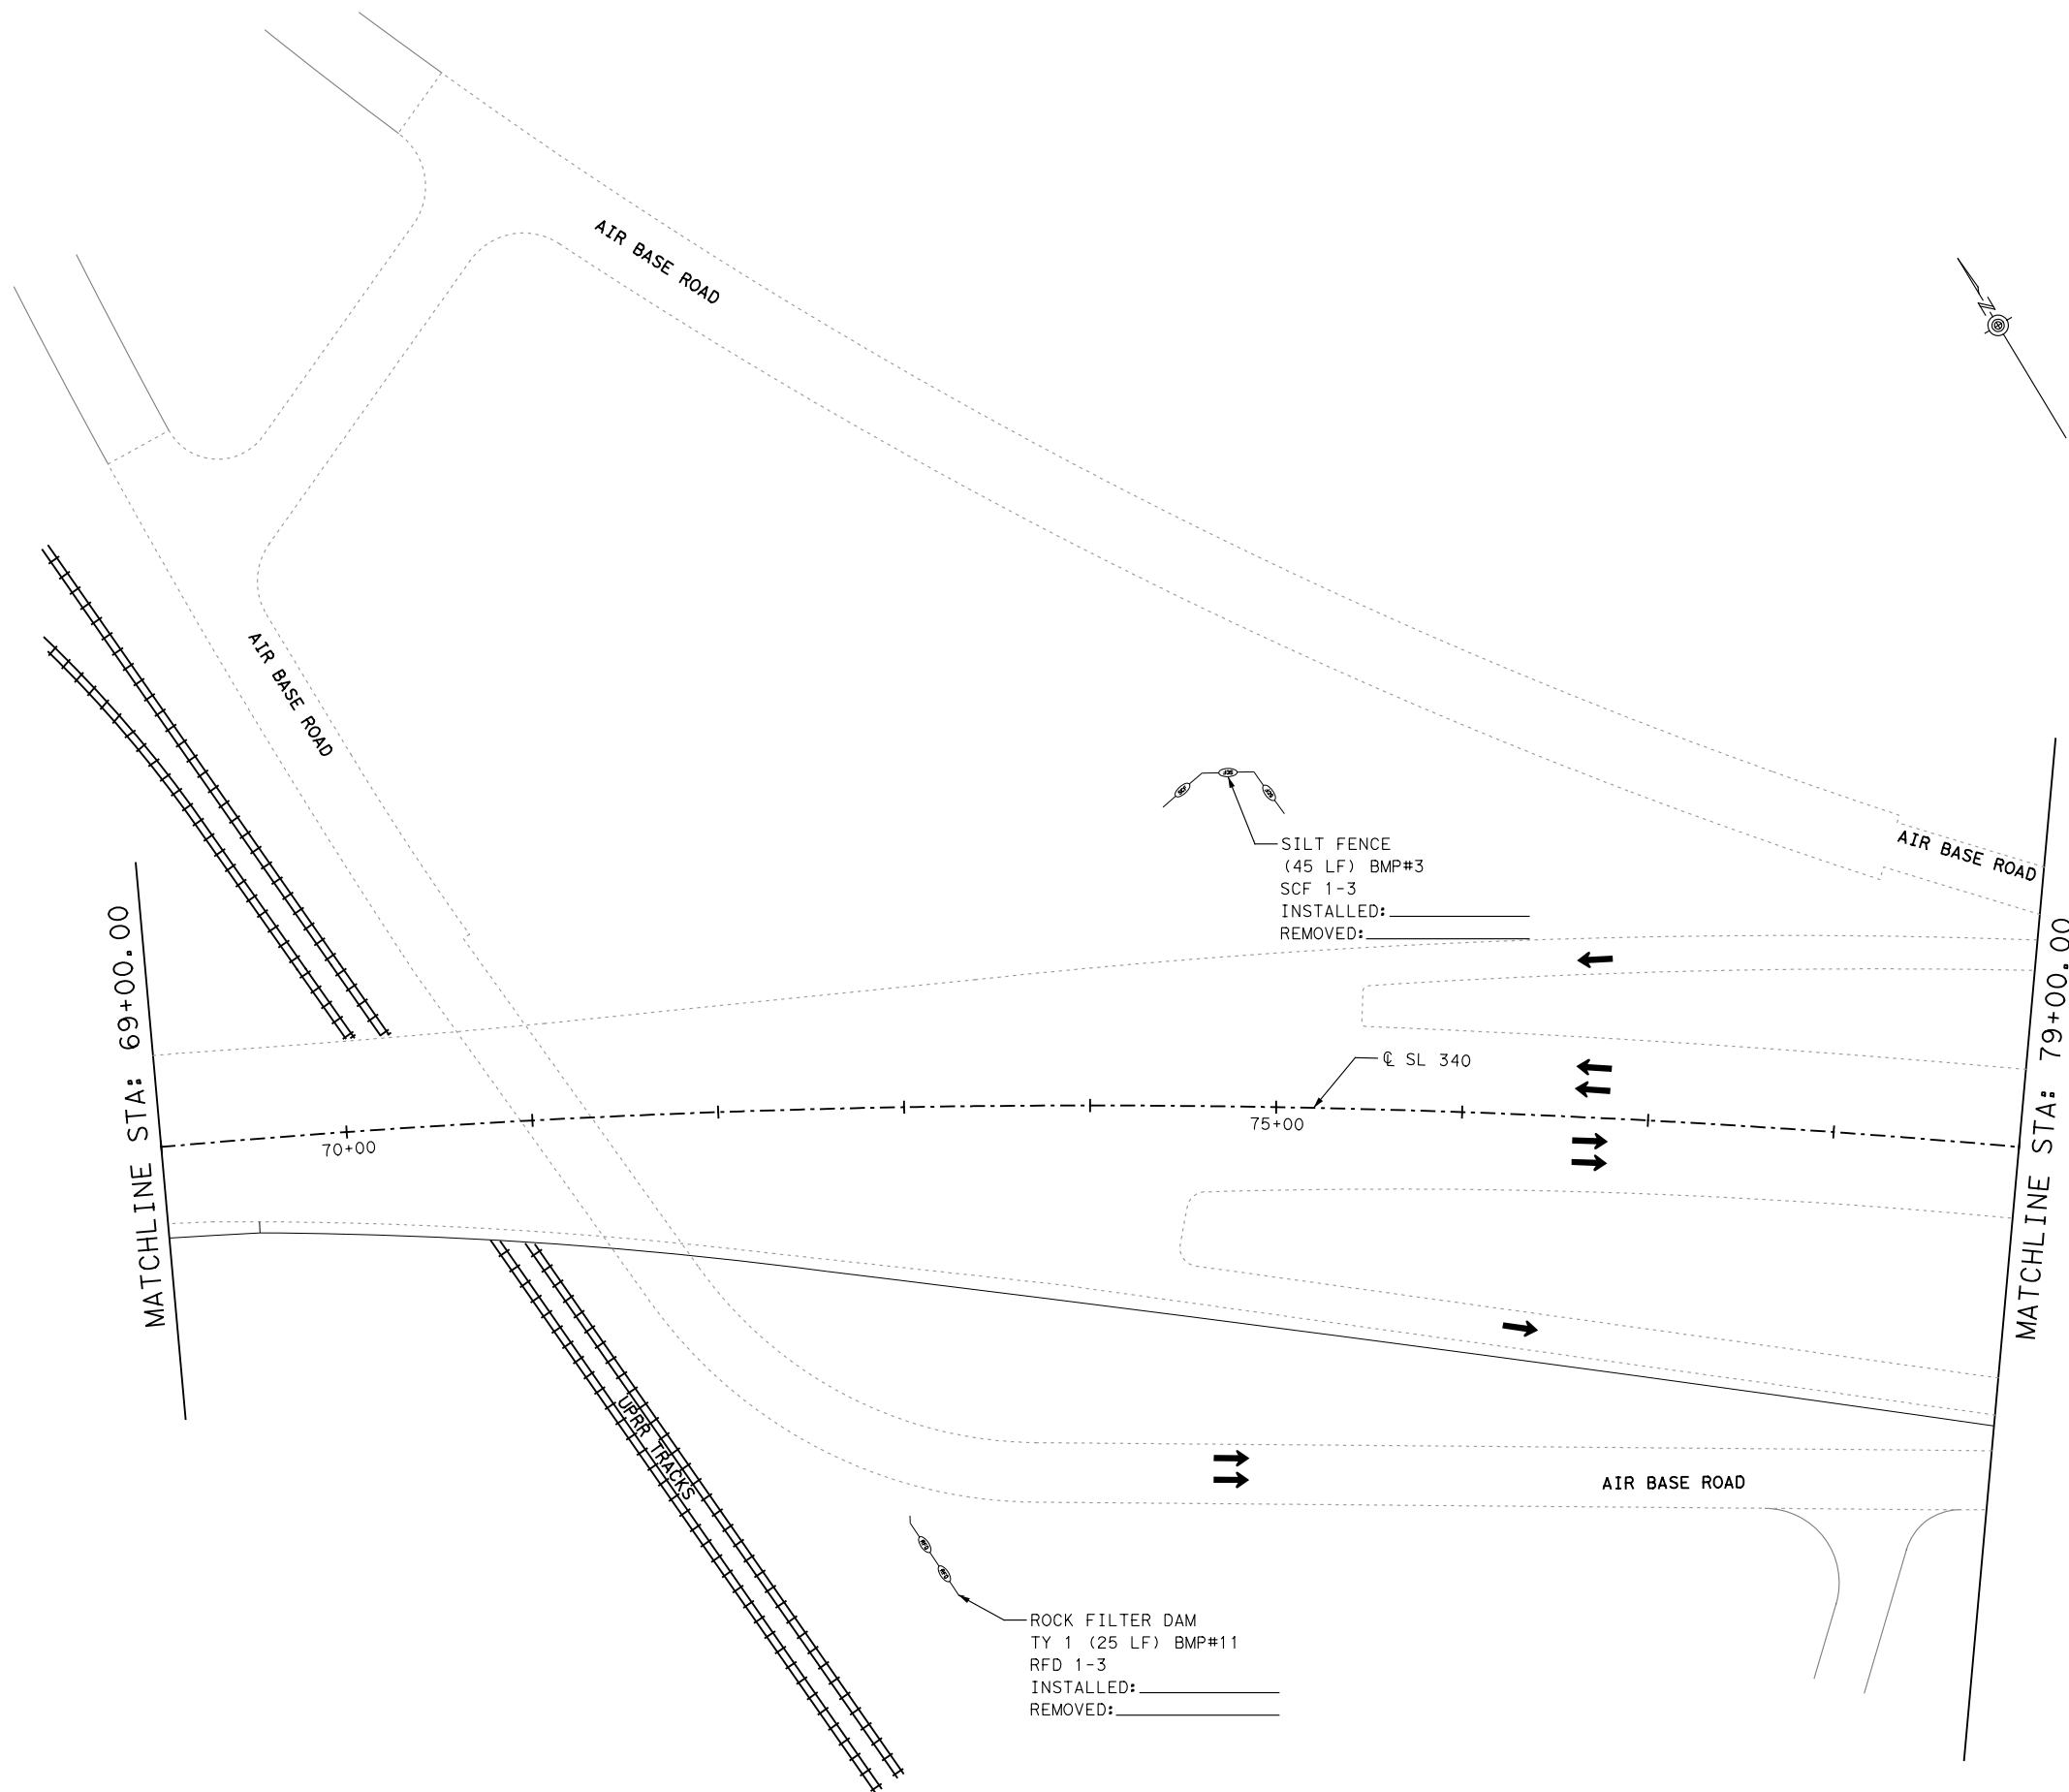 AIR BASE ROAD
N
AIR BASE ROAD
SILT FENCE
(45 LF) BMP#3
SCF 1-3
INSTALLED:
REMOVED:
AIR BASE ROAD
MATCHLINE STA: 69+00.00
MATCHLINE STA: 79+00.00
℄ SL 340
70+00
75+00
UPRR TRACKS
AIR BASE ROAD
ROCK FILTER DAM
TY 1 (25 LF) BMP#11
RFD 1-3
INSTALLED:
REMOVED: